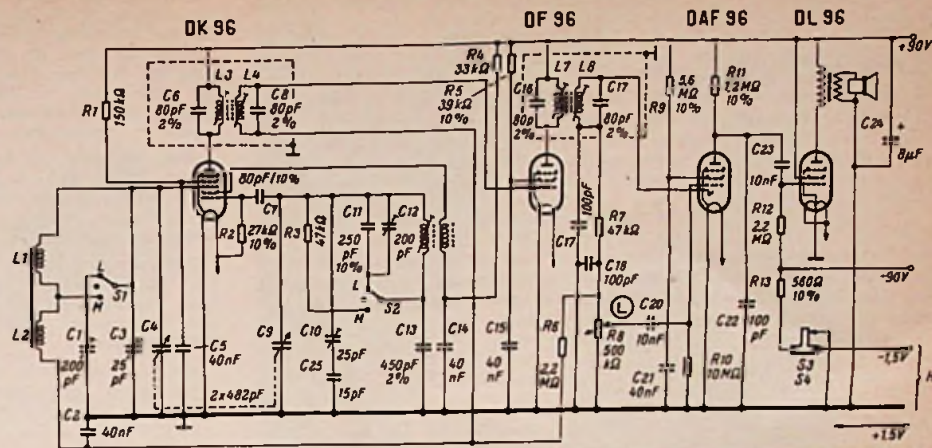 DK 96
DF 96
DAF 96
DL 96
+90V
R1
150kΩ
C6
80pF
2%
L3
L4
C8
80pF
2%
R4
33kΩ
R5
39kΩ
10%
C16
80p
2%
L7
L8
C17
80pF
2%
R9
5,6
MΩ
10%
R11
1,2MΩ
10%
C24
+
8µF
C23
10nF
80pF/10%
C7
R2
27kΩ
10%
R3
47kΩ
C11
250
pF
10%
C12
200
pF
100pF
C17
R7
47kΩ
C18
100pF
R12
2,2
MΩ
R13
560Ω
10%
-90V
L1
L2
L
M
S1
C1
200
pF
C3
25pF
C4
C5
40nF
2x482pF
C9
C10
25pF
C25
15pF
L
M
S2
C13
450pF
2%
C14
40
nF
C15
40
nF
R6
2,2
MΩ
L
C20
10nF
R8
500
kΩ
C21
40nF
R10
10MΩ
C22
100
pF
S3
S4
-1,5V
C2
40nF
+1,5V